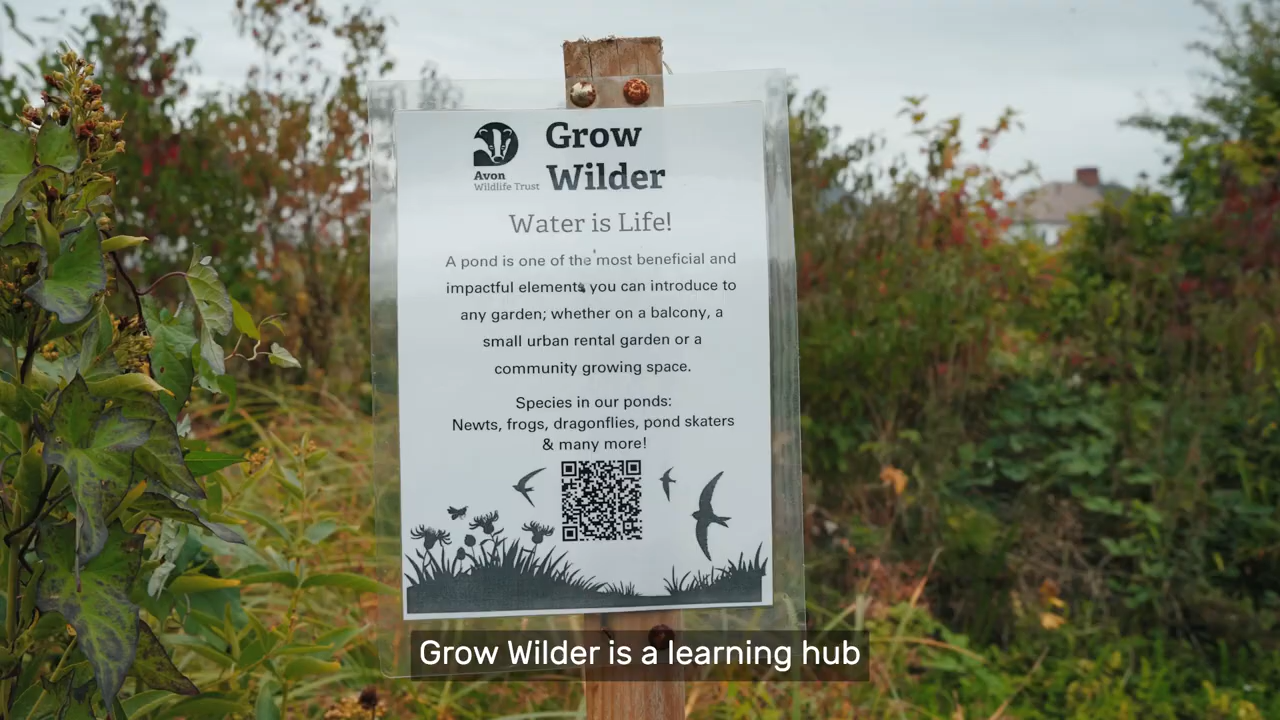 Avon
Wildlife Trust
Grow
Wilder
Water is Life!
A pond is one of the most beneficial and
impactful elements you can introduce to
any garden; whether on a balcony, a
small urban rental garden or a
community growing space.
Species in our ponds:
Newts, frogs, dragonflies, pond skaters
& many more!
Grow Wilder is a learning hub